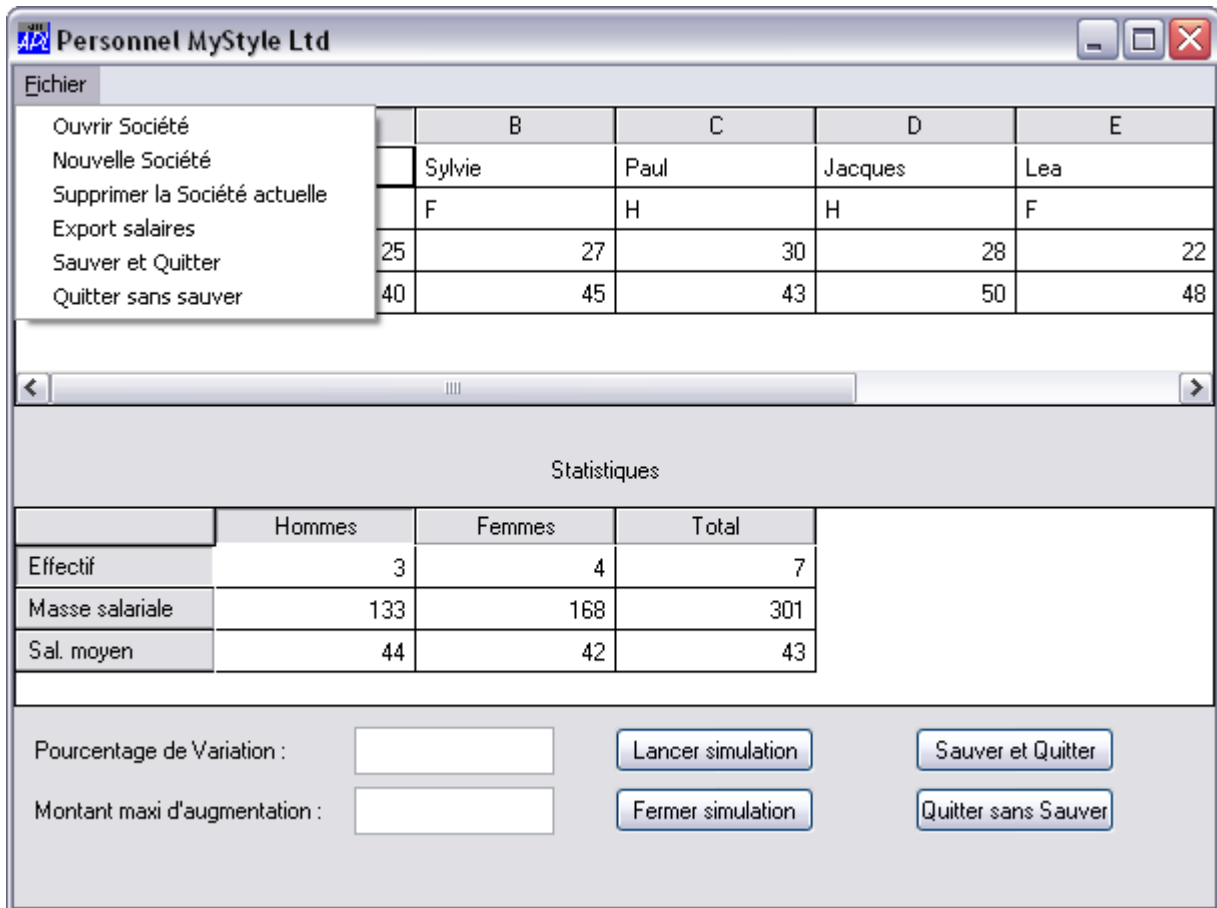 APL Personnel MyStyle Ltd
Fichier
Ouvrir Société
Nouvelle Société
Supprimer la Société actuelle
Export salaires
Sauver et Quitter
Quitter sans sauver
B C D E
Sylvie Paul Jacques Lea
F H H F
25 27 30 28 22
40 45 43 50 48
Statistiques
Hommes Femmes Total
Effectif 3 4 7
Masse salariale 133 168 301
Sal. moyen 44 42 43
Pourcentage de Variation : Lancer simulation Sauver et Quitter
Montant maxi d'augmentation : Fermer simulation Quitter sans Sauver